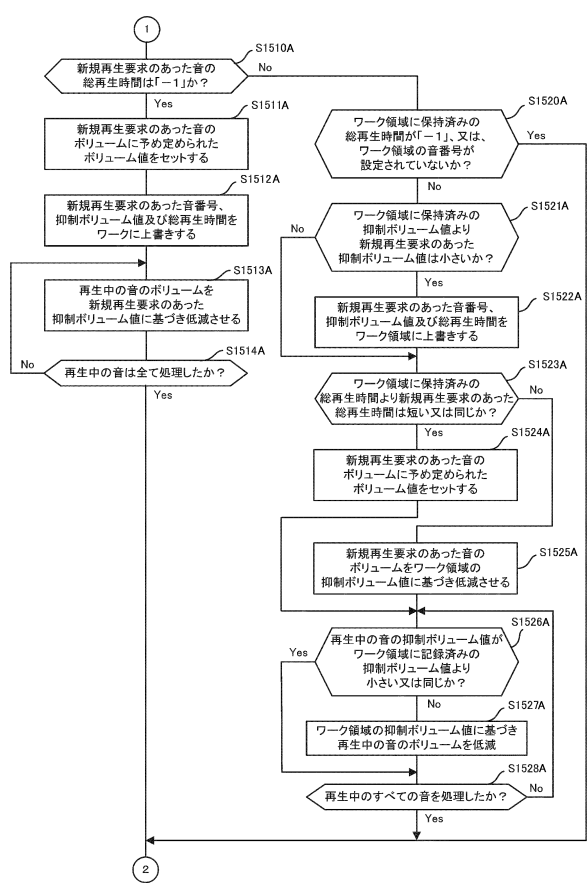 1
S1510A
新規再生要求のあった音の
総再生時間は「－1」か？
No
Yes
S1511A
新規再生要求のあった音の
ボリュームに予め定められた
ボリューム値をセットする
S1512A
新規再生要求のあった音番号、
抑制ボリューム値及び総再生時間を
ワークに上書きする
S1513A
再生中の音のボリュームを
新規再生要求のあった
抑制ボリューム値に基づき低減させる
S1514A
No
再生中の音は全て処理したか？
Yes
S1520A
ワーク領域に保持済みの
総再生時間が「－1」、又は、
ワーク領域の音番号が
設定されていないか？
Yes
No
S1521A
No
ワーク領域に保持済みの
抑制ボリューム値より
新規再生要求のあった
抑制ボリューム値は小さいか？
Yes
S1522A
新規再生要求のあった音番号、
抑制ボリューム値及び総再生時間を
ワーク領域に上書きする
S1523A
ワーク領域に保持済みの
総再生時間より新規再生要求のあった
総再生時間は短い又は同じか？
No
Yes
S1524A
新規再生要求のあった音の
ボリュームに予め定められた
ボリューム値をセットする
新規再生要求のあった音の
ボリュームをワーク領域の
抑制ボリューム値に基づき低減させる
S1525A
S1526A
Yes
再生中の音の抑制ボリューム値が
ワーク領域に記録済みの
抑制ボリューム値より
小さい又は同じか？
No
S1527A
ワーク領域の抑制ボリューム値に基づき
再生中の音のボリュームを低減
S1528A
再生中のすべての音を処理したか？
No
Yes
2